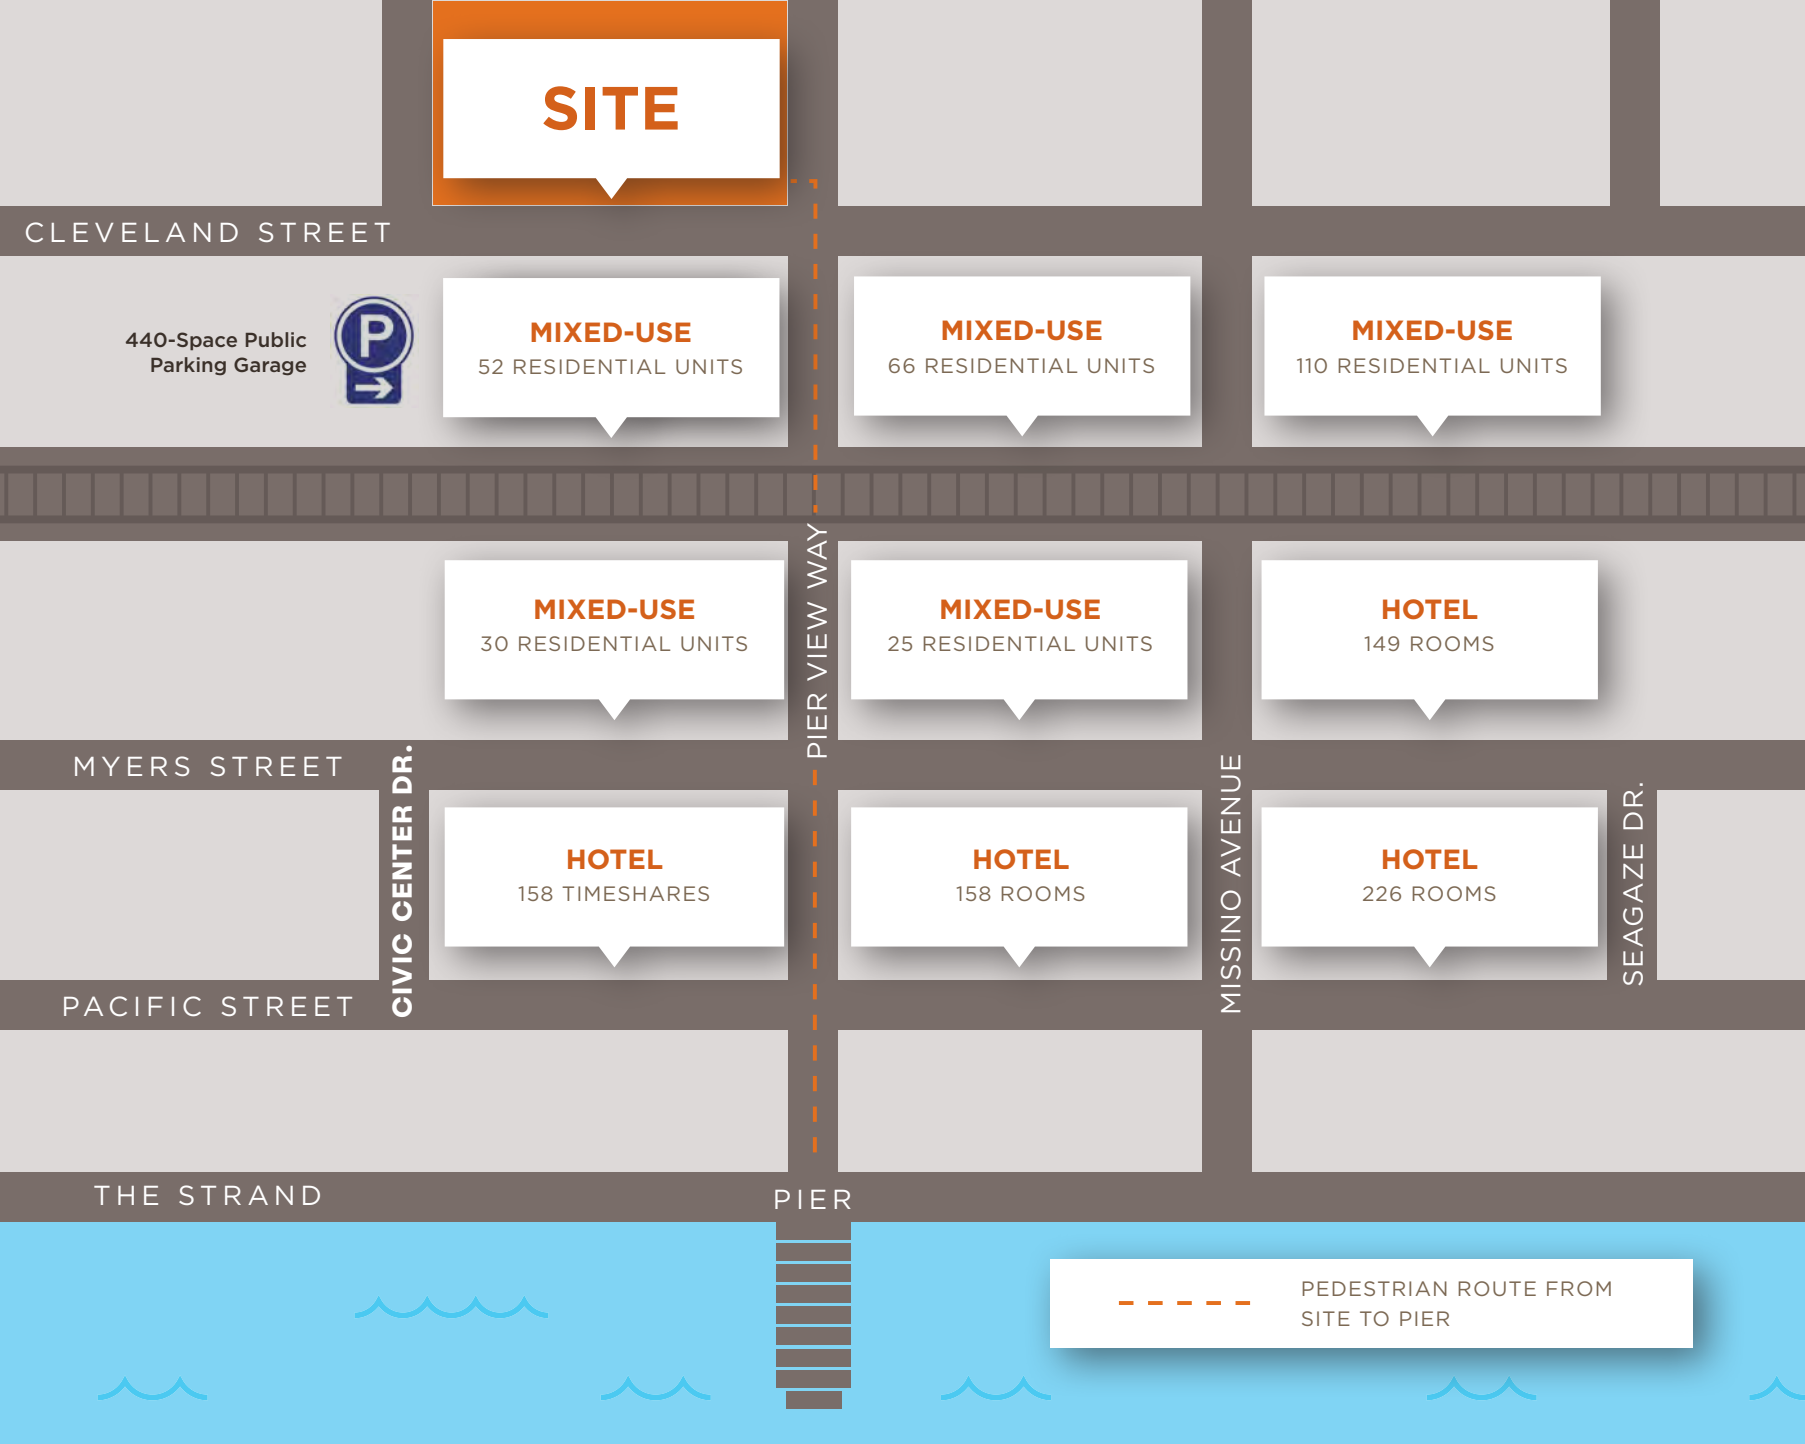 SITE
CLEVELAND STREET
440-Space Public
Parking Garage
P
MIXED-USE
52 RESIDENTIAL UNITS
MIXED-USE
66 RESIDENTIAL UNITS
MIXED-USE
110 RESIDENTIAL UNITS
PIER VIEW WAY
MIXED-USE
30 RESIDENTIAL UNITS
MIXED-USE
25 RESIDENTIAL UNITS
HOTEL
149 ROOMS
MYERS STREET
CIVIC CENTER DR.
HOTEL
158 TIMESHARES
HOTEL
158 ROOMS
MISSINO AVENUE
HOTEL
226 ROOMS
SEAGAZE DR.
PACIFIC STREET
THE STRAND
PIER
PEDESTRIAN ROUTE FROM
SITE TO PIER